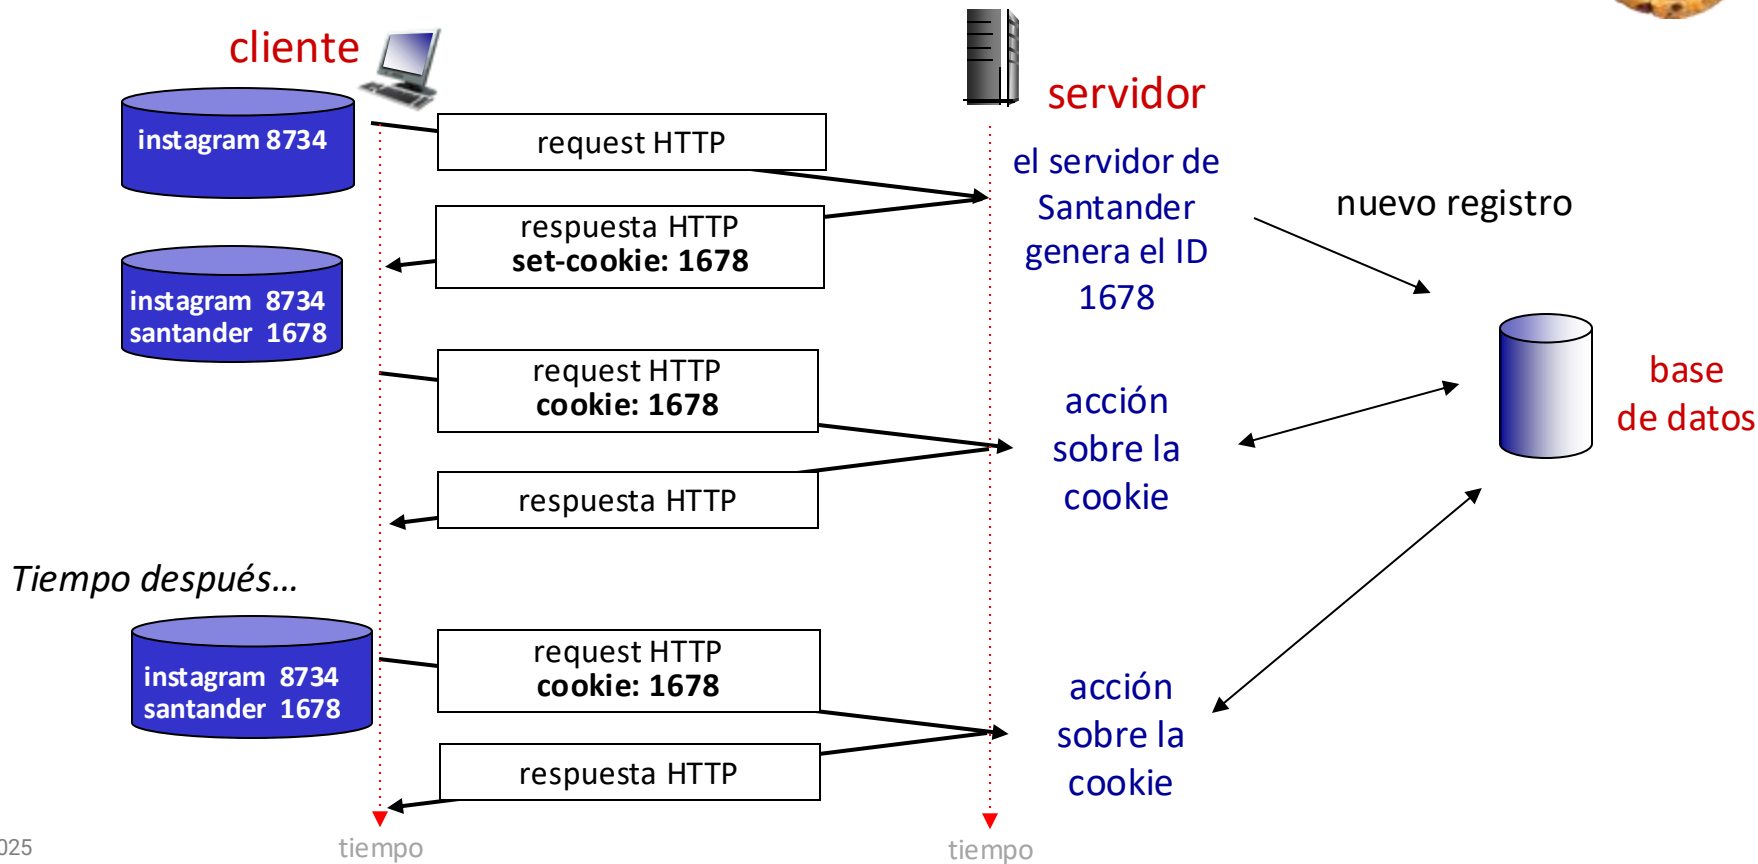 cliente
servidor
instagram 8734
request HTTP
el servidor de
Santander
genera el ID
1678
nuevo registro
respuesta HTTP
set-cookie: 1678
instagram 8734
santander 1678
request HTTP
cookie: 1678
acción
sobre la
cookie
base
de datos
respuesta HTTP
Tiempo después...
instagram 8734
santander 1678
request HTTP
cookie: 1678
acción
sobre la
cookie
respuesta HTTP
025
tiempo
tiempo